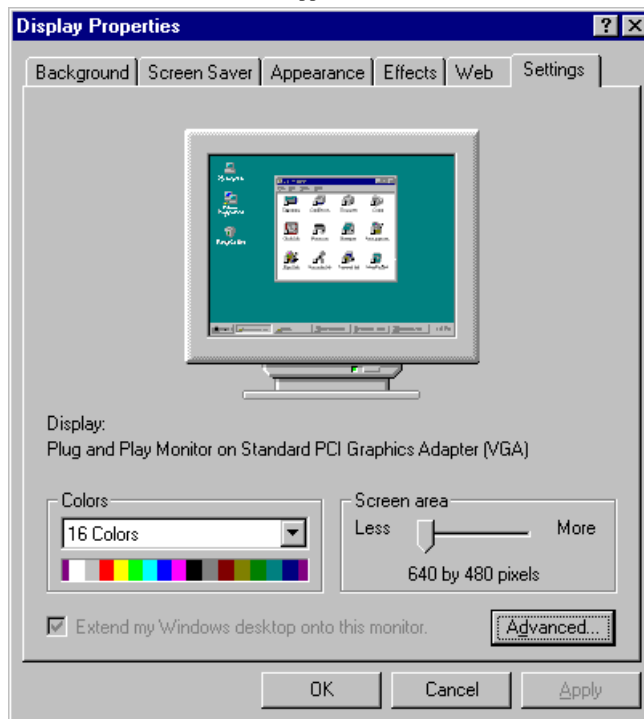 Display Properties
Background Screen Saver Appearance Effects Web Settings
Display:
Plug and Play Monitor on Standard PCI Graphics Adapter (VGA)
Colors
16 Colors
Screen area
Less More
640 by 480 pixels
Extend my Windows desktop onto this monitor.
Advanced...
OK Cancel Apply